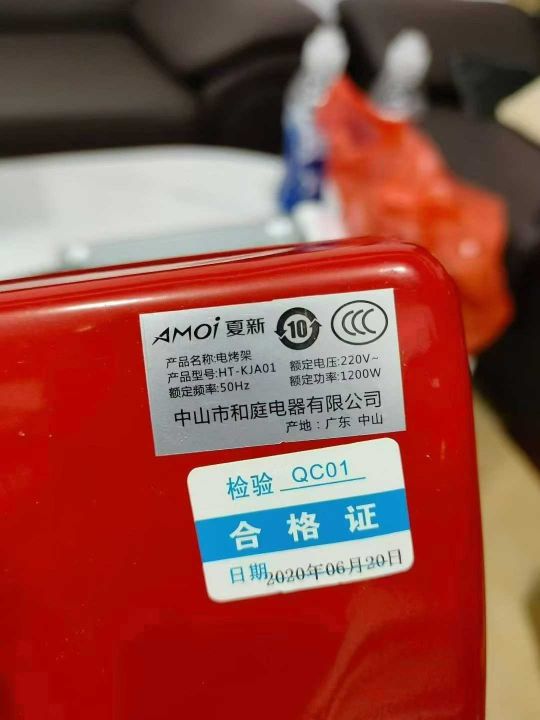 AMOi 夏新 10 CCC
产品名称:电烤架
产品型号:HT-KJA01 额定电压:220V~
额定频率:50Hz 额定功率:1200W
中山市和庭电器有限公司
产地:广东 中山
检验 QC01
合格证
日期 2020年06月20日